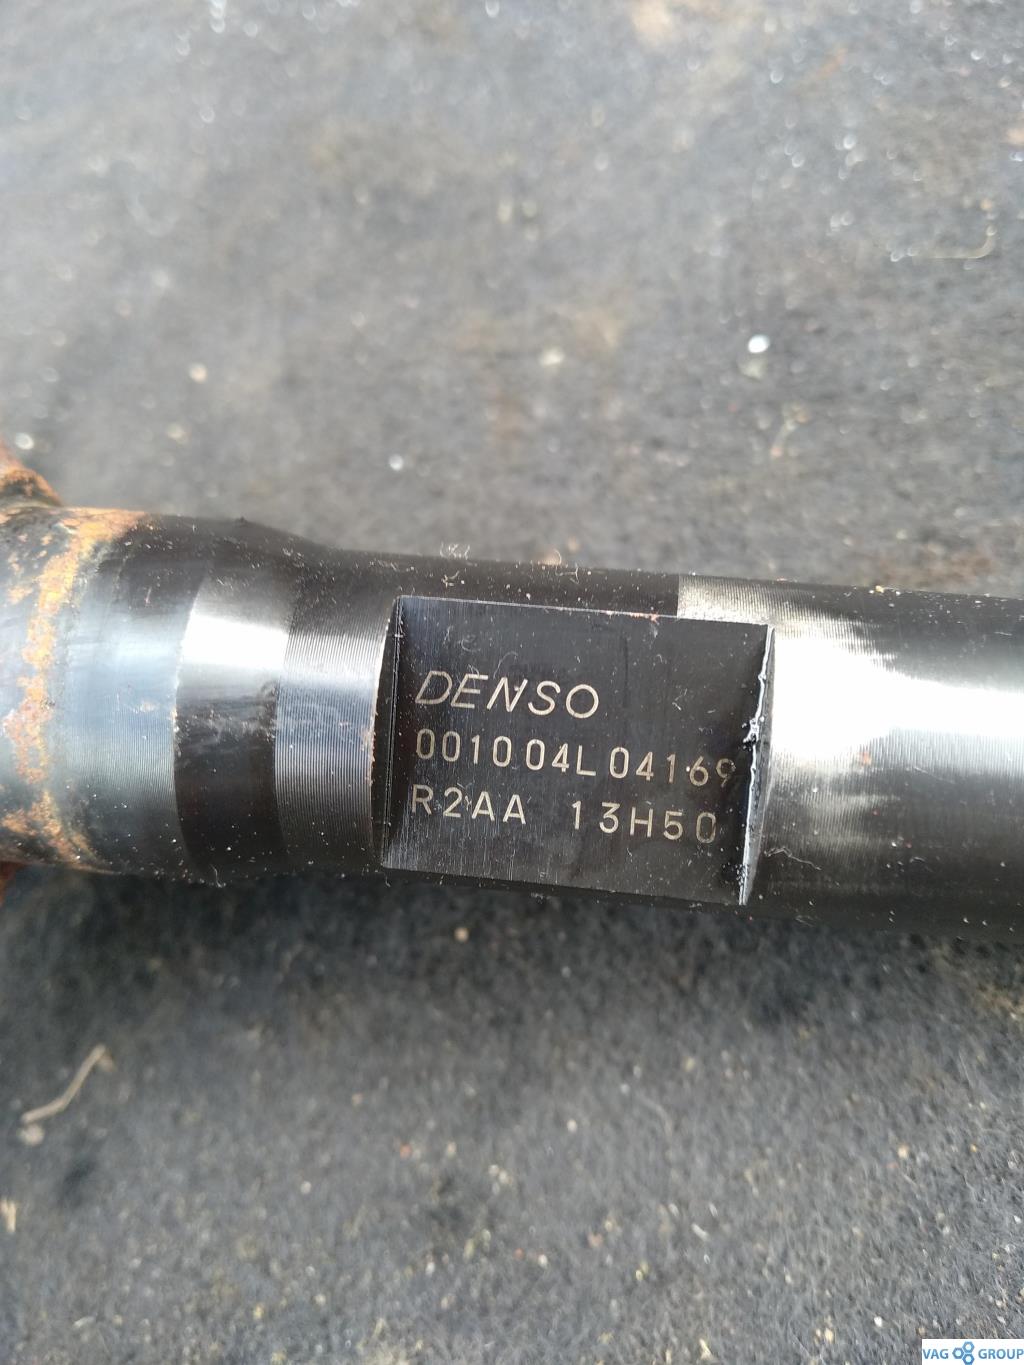 DENSO
001004L04169
R2AA 13H50
VAG GROUP